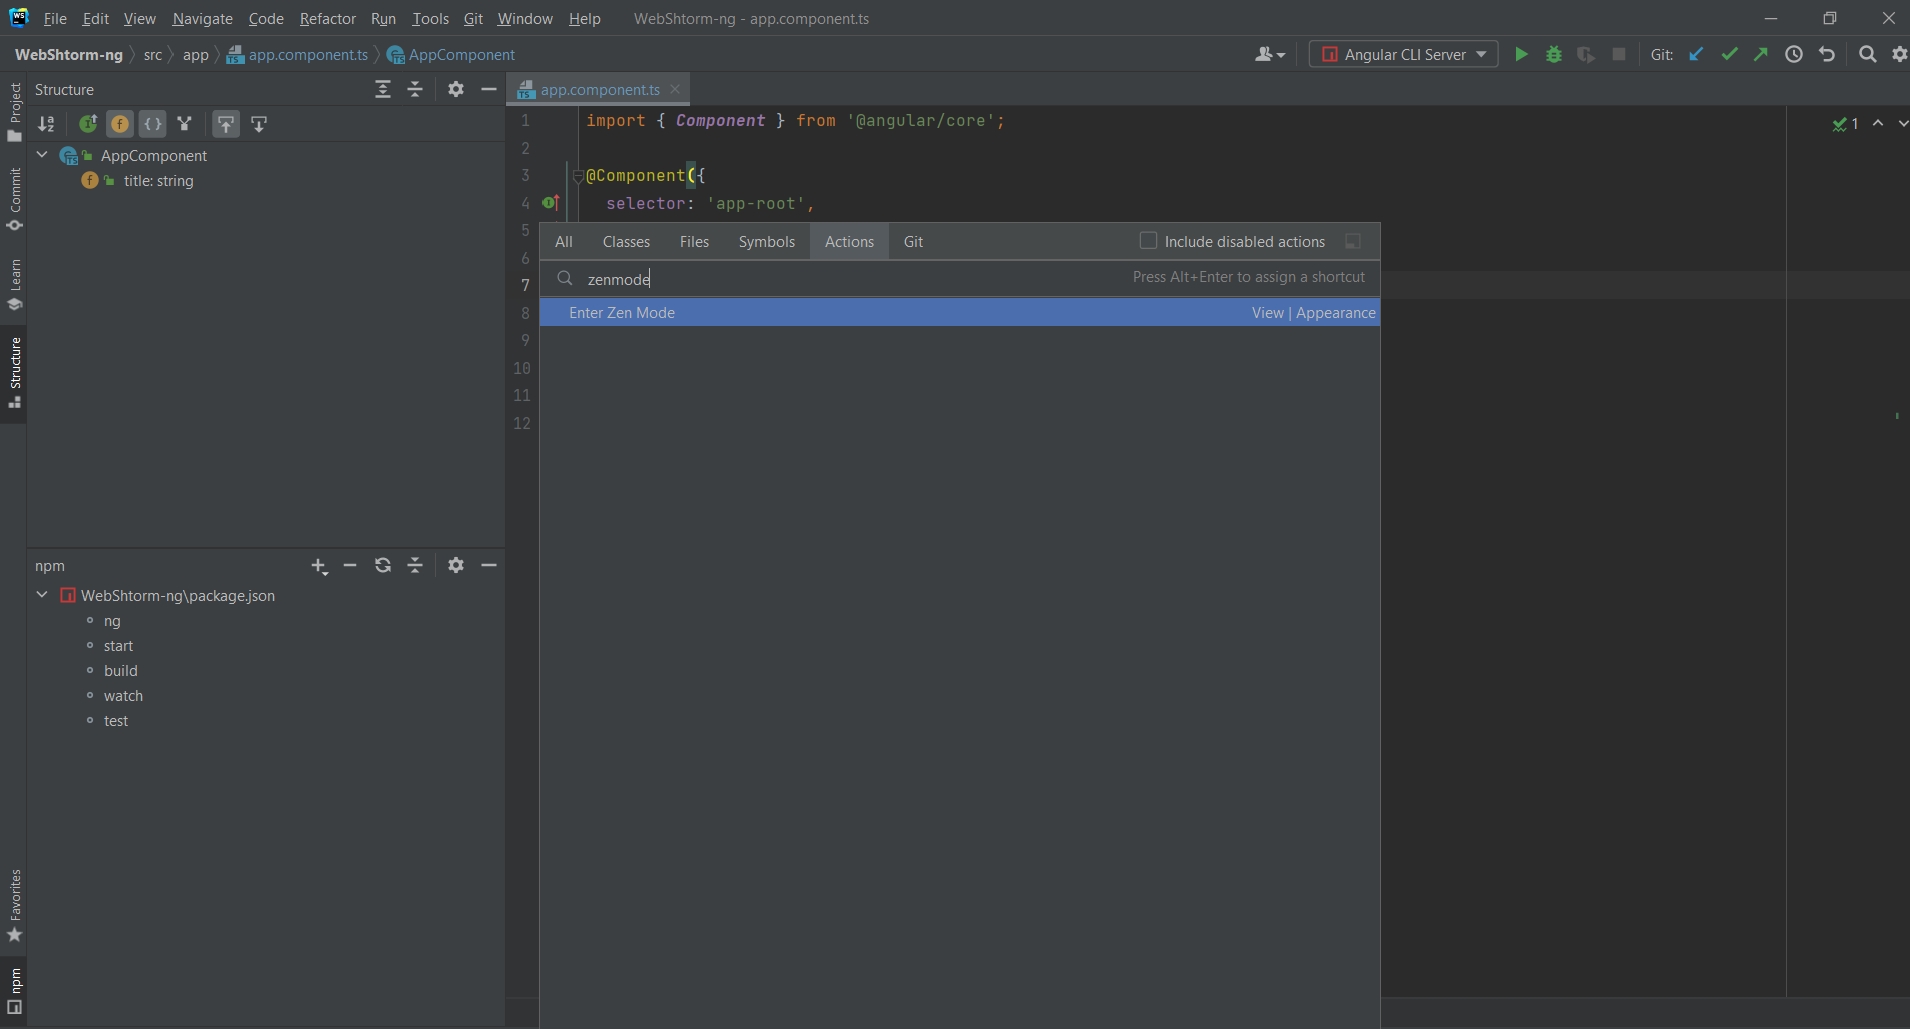 WS File Edit View Navigate Code Refactor Run Tools Git Window Help WebShtorm-ng - app.component.ts
WebShtorm-ng src app app.component.ts AppComponent Angular CLI Server Git:
Project
Commit
Learn
Structure
Favorites
npm
Structure
AppComponent
title: string
npm
WebShtorm-ng\package.json
ng
start
build
watch
test
app.component.ts
1 import { Component } from '@angular/core';
2
3 @Component({
4 selector: 'app-root',
5
6
7
8
9
10
11
12
1
All Classes Files Symbols Actions Git Include disabled actions
zenmode Press Alt+Enter to assign a shortcut
Enter Zen Mode View | Appearance